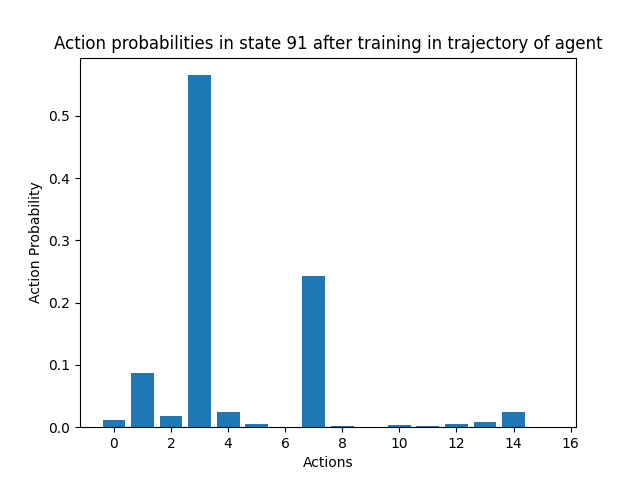 Action probabilities in state 91 after training in trajectory of agent
0.5
0.4
0.3
0.2
0.1
0.0
Action Probability
0 2 4 6 8 10 12 14 16
Actions